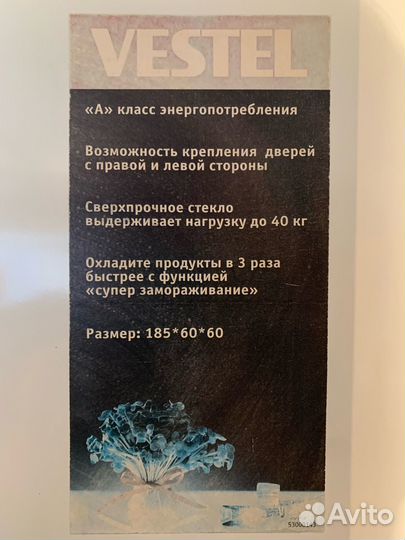 VESTEL
«А» класс энергопотребления
Возможность крепления дверей
с правой и левой стороны
Сверхпрочное стекло
выдерживает нагрузку до 40 кг
Охладите продукты в 3 раза
быстрее с функцией
«супер замораживание»
Размер: 185*60*60
Avito